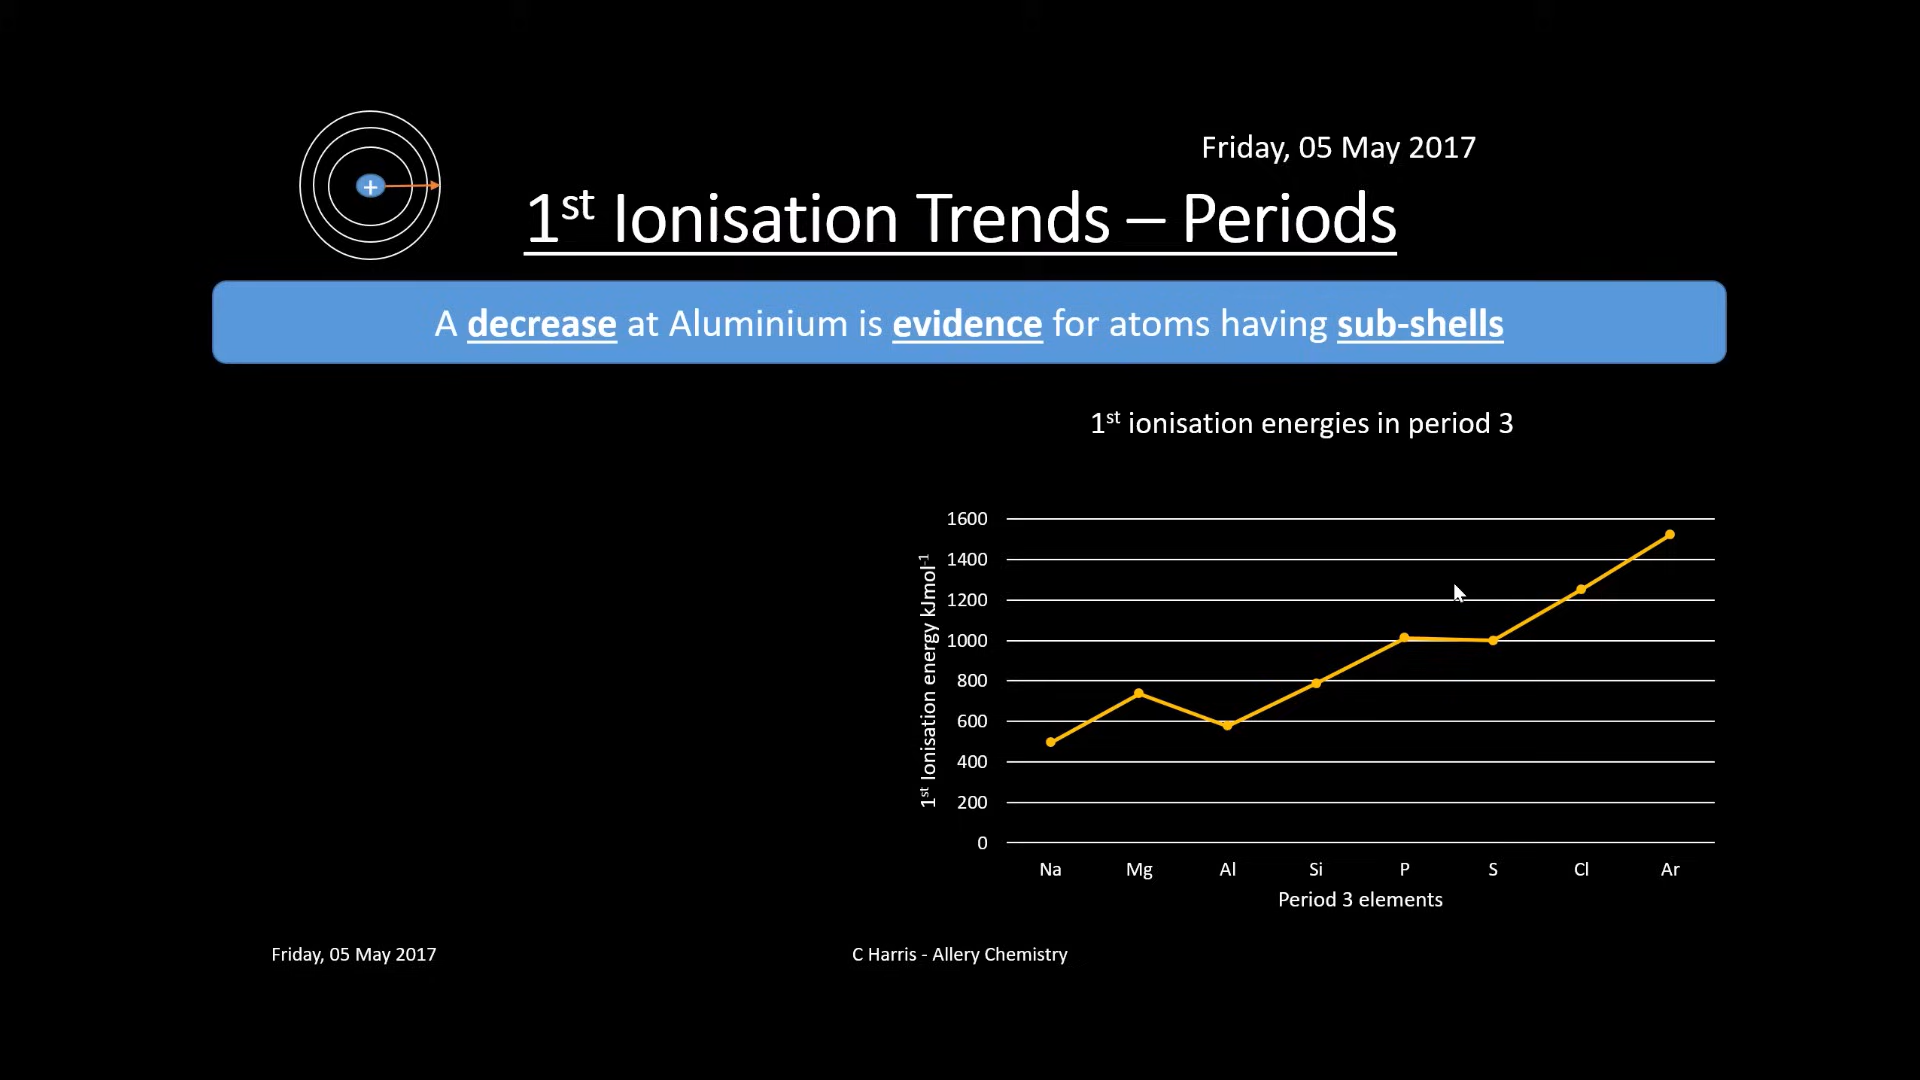 Friday, 05 May 2017
1st Ionisation Trends – Periods
A decrease at Aluminium is evidence for atoms having sub-shells
1st ionisation energies in period 3
1st Ionisation energy kJmol-1
1600
1400
1200
1000
800
600
400
200
0
Na Mg Al Si P S Cl Ar
Period 3 elements
Friday, 05 May 2017 C Harris - Allery Chemistry